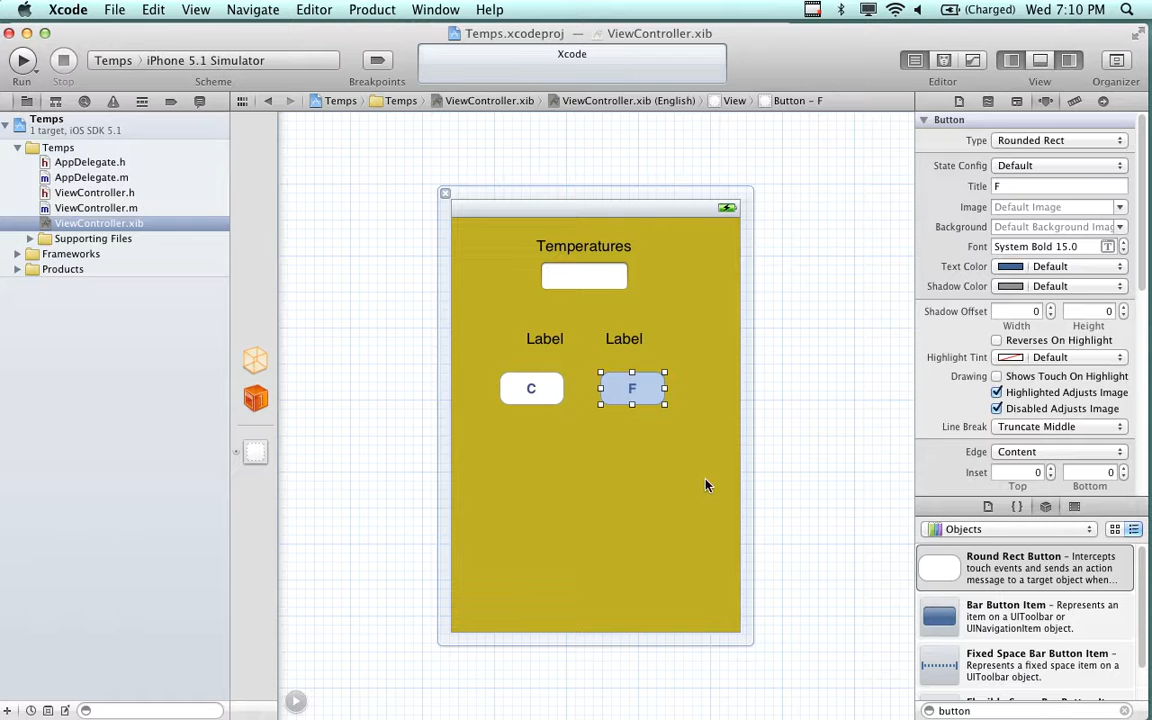 Xcode File Edit View Navigate Editor Product Window Help (Charged) Wed 7:10 PM
Temps.xcodeproj — ViewController.xib
Temps iPhone 5.1 Simulator
Xcode
Run Stop Scheme Breakpoints Editor View Organizer
Temps Temps ViewController.xib ViewController.xib (English) View Button - F
Temps
1 target, iOS SDK 5.1
Temps
AppDelegate.h
AppDelegate.m
ViewController.h
ViewController.m
ViewController.xib
Supporting Files
Frameworks
Products
Temperatures
Label Label
C F
Button
Type Rounded Rect
State Config Default
Title F
Image Default Image
Background Default Background Imag
Font System Bold 15.0
Text Color Default
Shadow Color Default
Shadow Offset 0 0
Width Height
Reverses On Highlight
Highlight Tint Default
Drawing Shows Touch On Highlight
Highlighted Adjusts Image
Disabled Adjusts Image
Line Break Truncate Middle
Edge Content
Inset 0 0
Top Bottom
Objects
Round Rect Button – Intercepts
touch events and sends an action
message to a target object when...
Bar Button Item – Represents an
item on a UIToolbar or
UINavigationItem object.
Fixed Space Bar Button Item –
Represents a fixed space item on a
UIToolbar object.
button